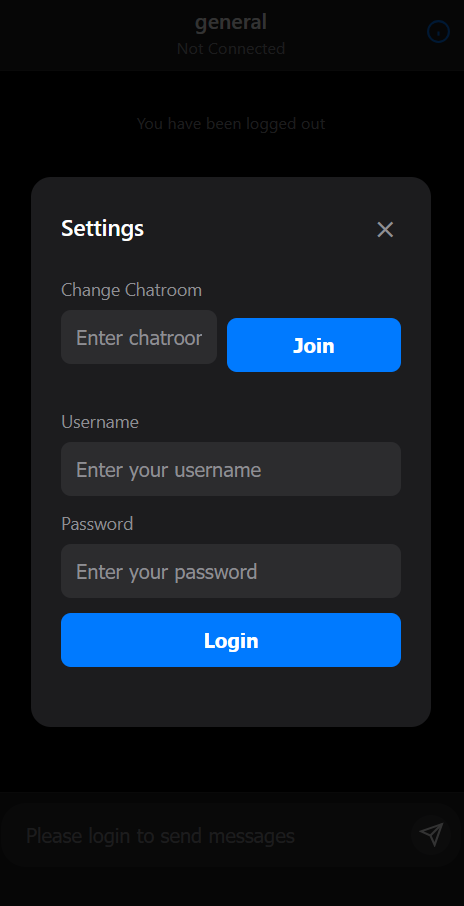 general
Not Connected
You have been logged out
Settings
Change Chatroom
Enter chatroor
Join
Username
Enter your username
Password
Enter your password
Login
Please login to send messages